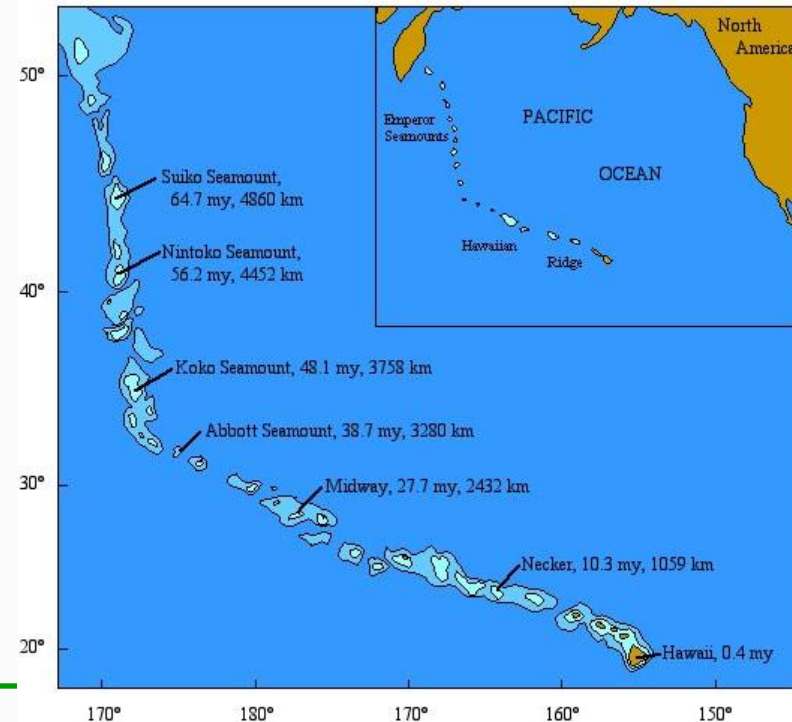 North
America
PACIFIC
OCEAN
Emperor
Seamounts
Hawaiian
Ridge
50°
Suiko Seamount,
64.7 my, 4860 km
Nintoko Seamount,
56.2 my, 4452 km
40°
Koko Seamount, 48.1 my, 3758 km
Abbott Seamount, 38.7 my, 3280 km
30°
Midway, 27.7 my, 2432 km
Necker, 10.3 my, 1059 km
20°
Hawaii, 0.4 my
170° 180° 170° 160° 150°